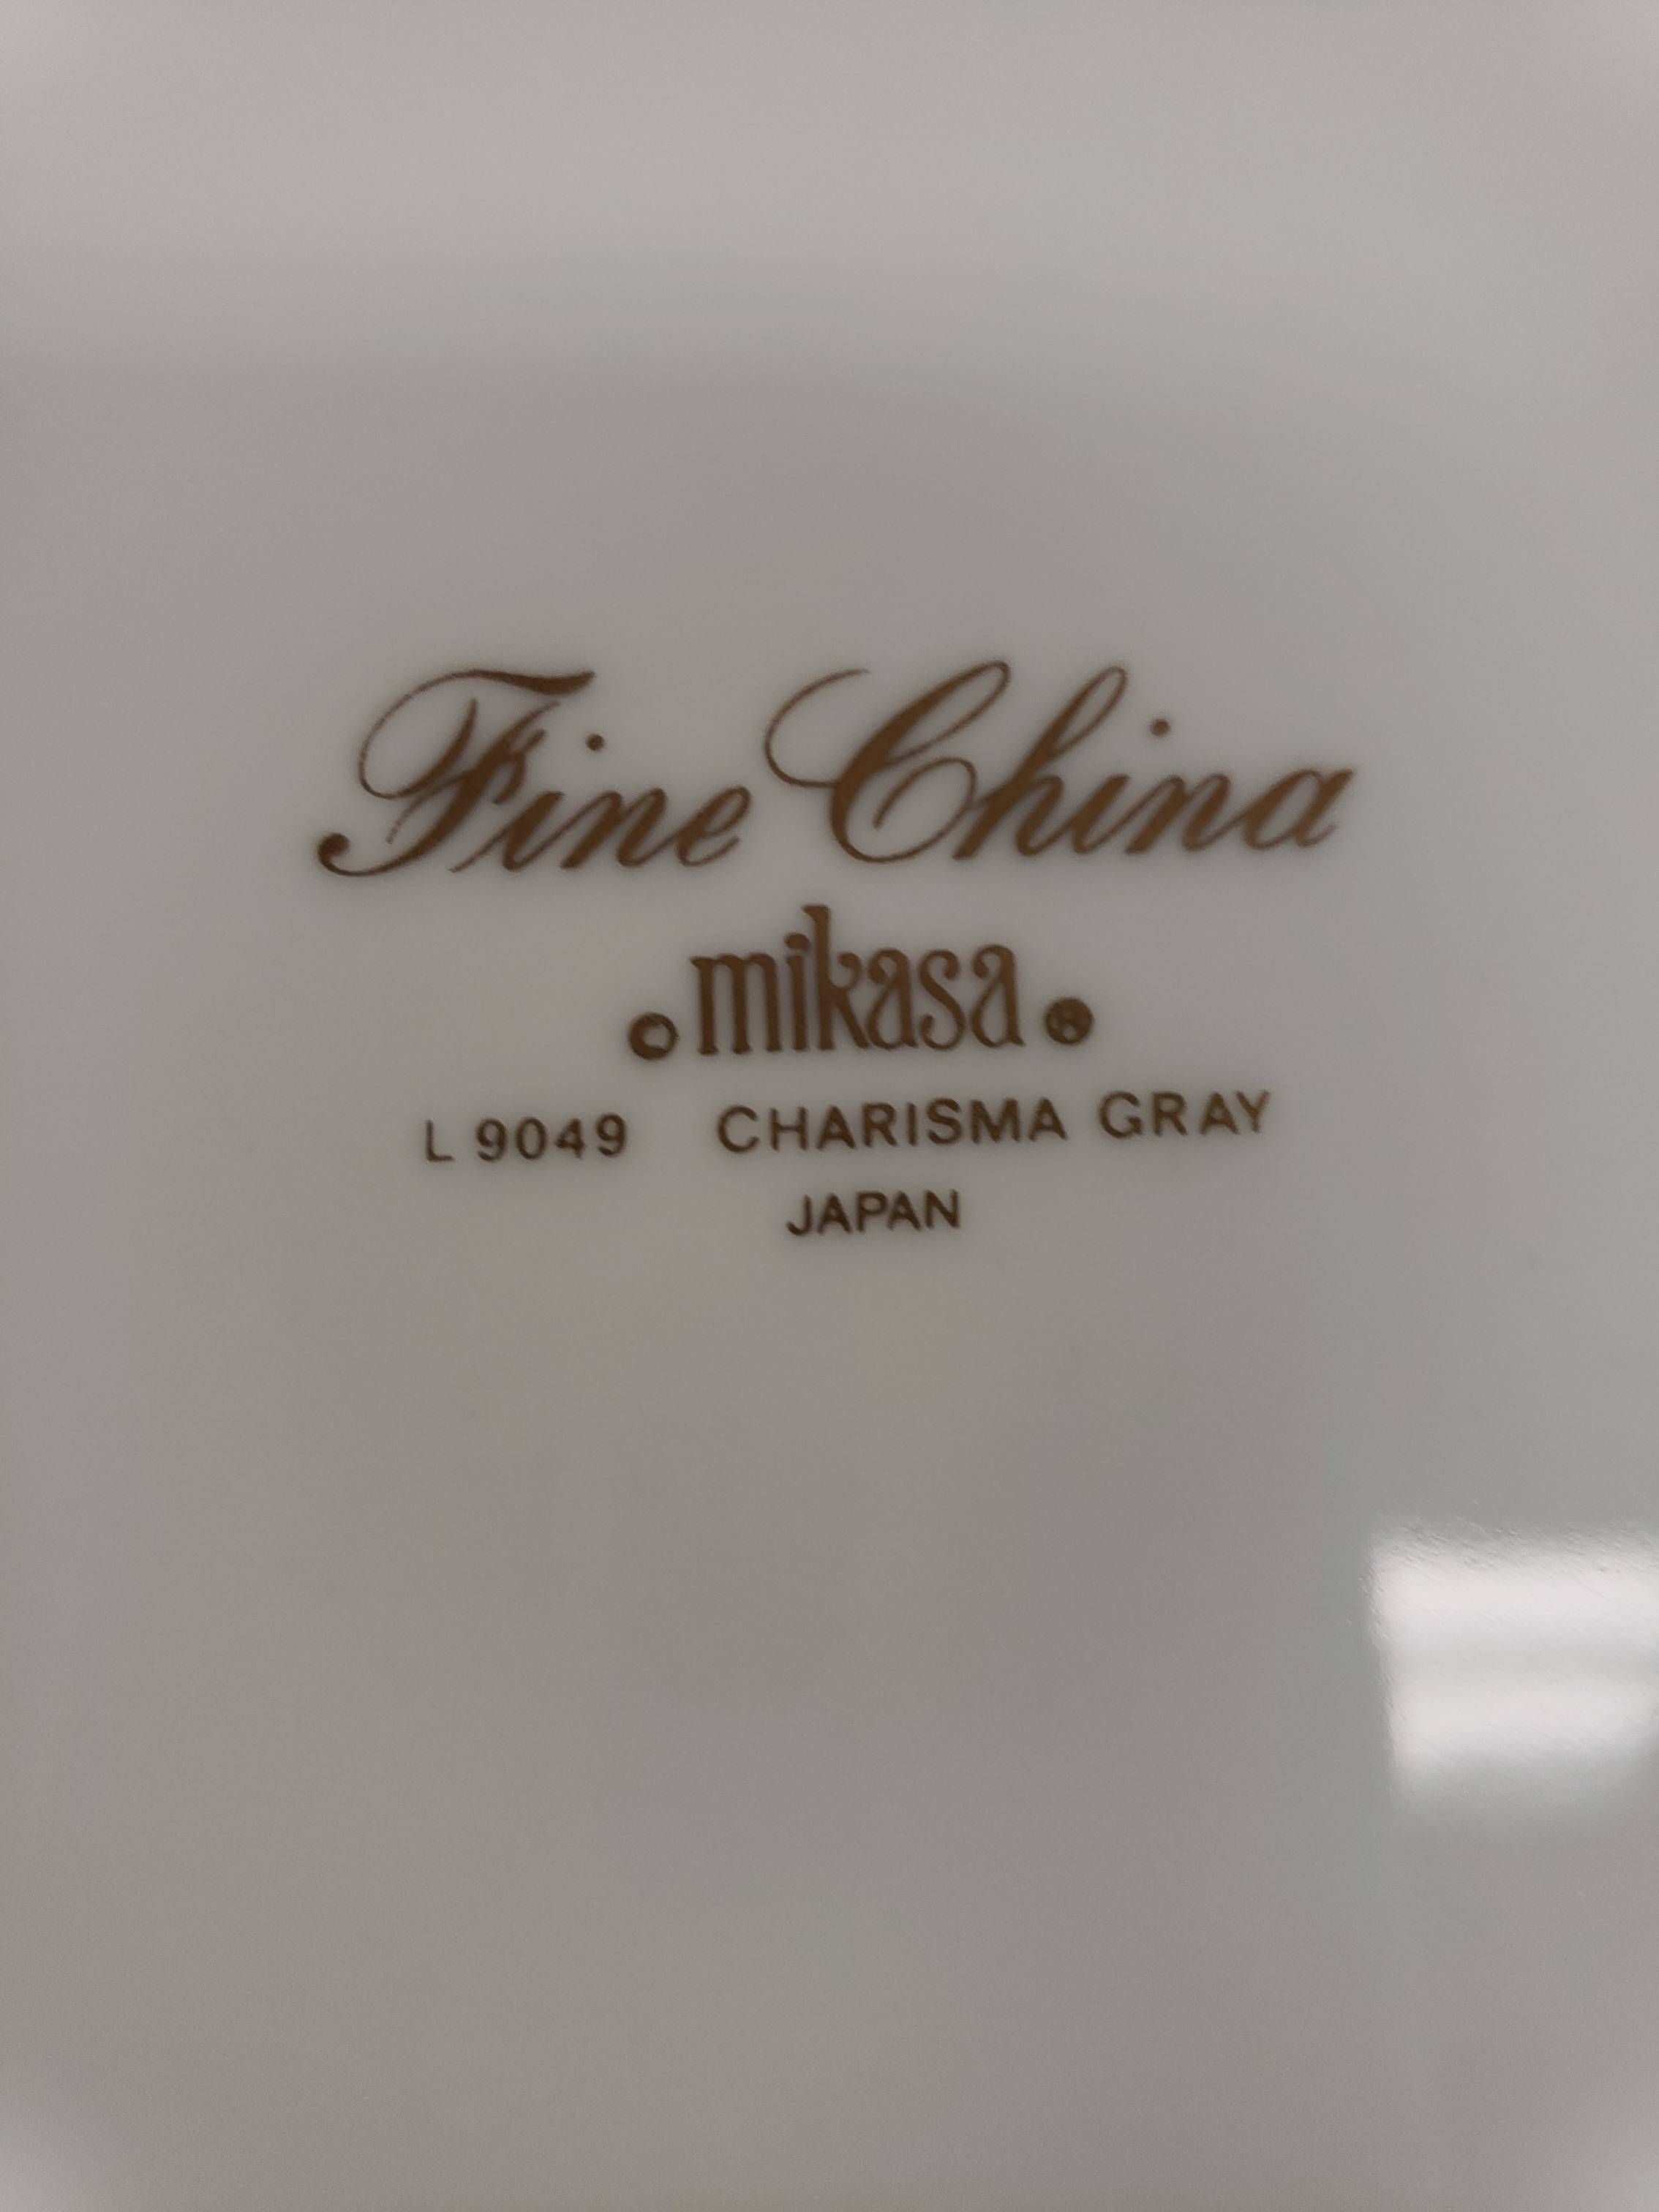 Fine China
© mikasa ®
L 9049 CHARISMA GRAY
JAPAN